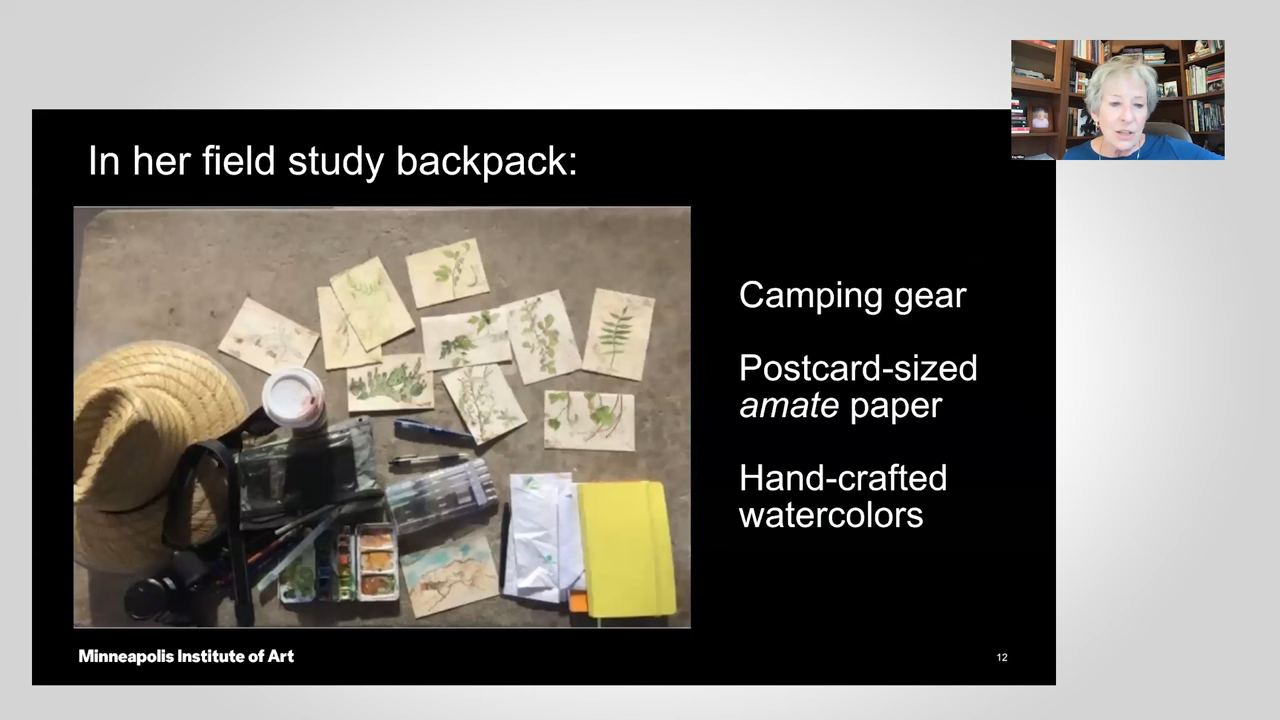 In her field study backpack:
Camping gear
Postcard-sized
amate paper
Hand-crafted
watercolors
Minneapolis Institute of Art
12